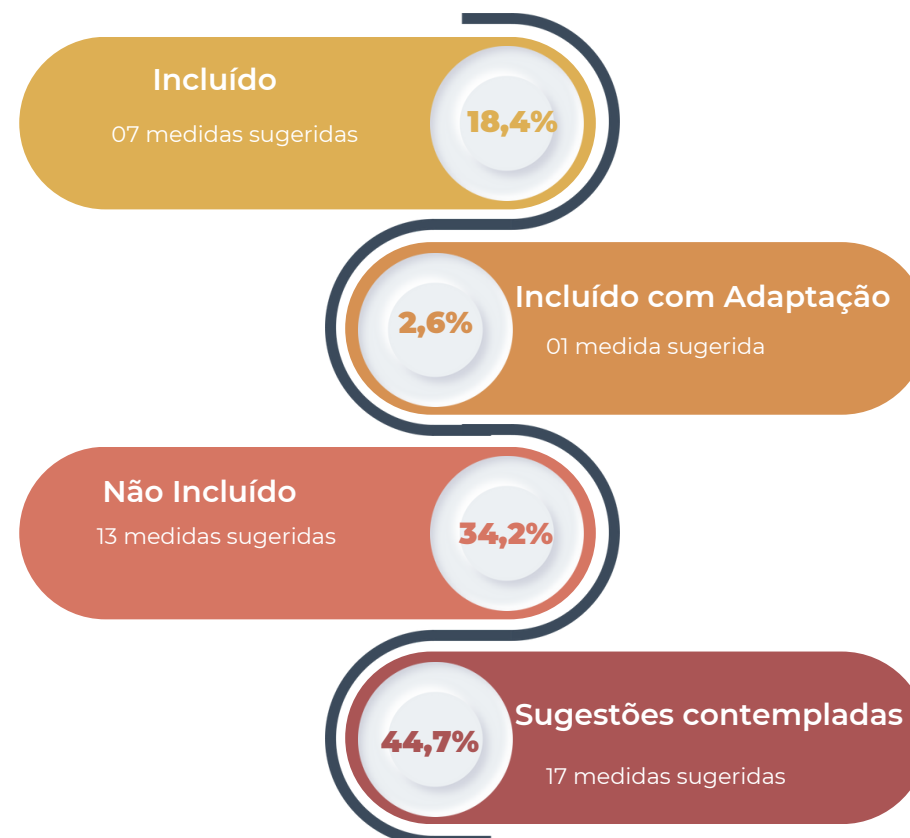 Incluído
07 medidas sugeridas
18,4%
Incluído com Adaptação
01 medida sugerida
2,6%
Não Incluído
13 medidas sugeridas
34,2%
Sugestões contempladas
17 medidas sugeridas
44,7%